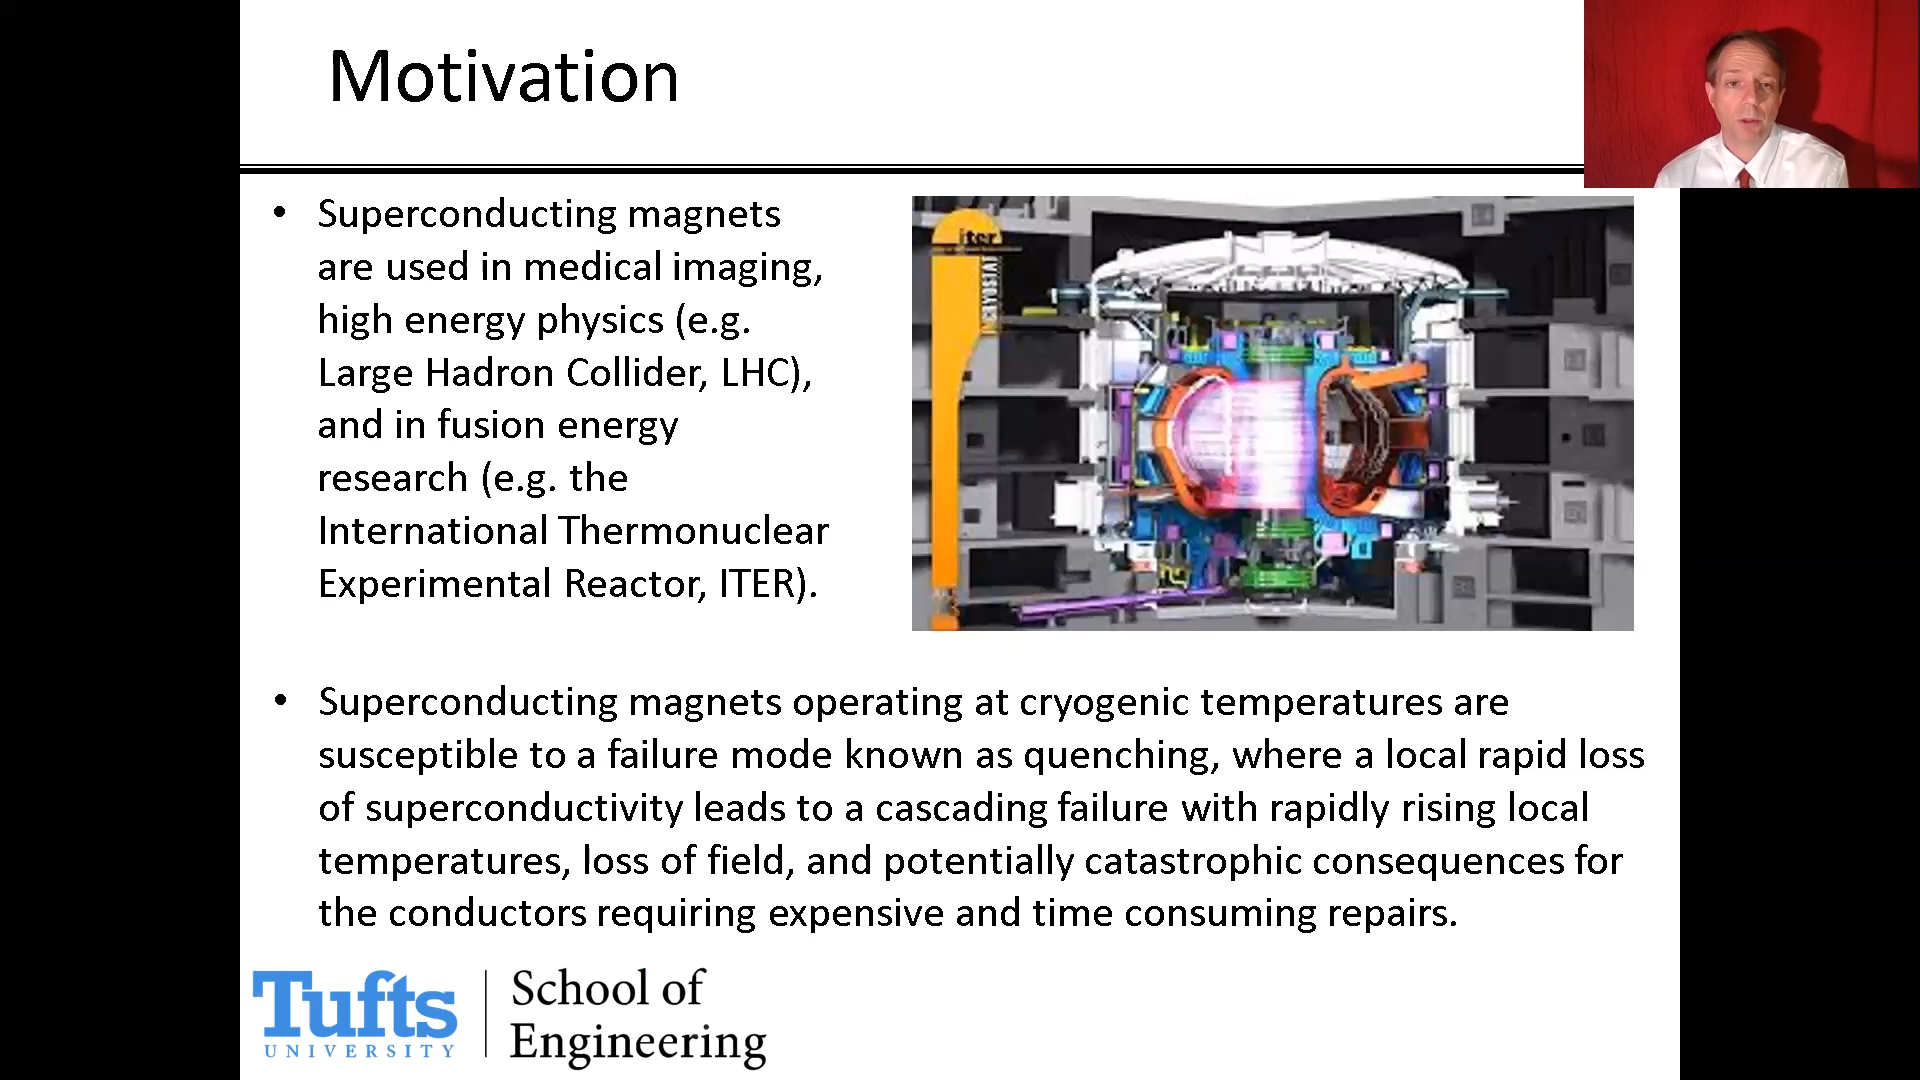 Motivation
• Superconducting magnets
are used in medical imaging,
high energy physics (e.g.
Large Hadron Collider, LHC),
and in fusion energy
research (e.g. the
International Thermonuclear
Experimental Reactor, ITER).
iter
• Superconducting magnets operating at cryogenic temperatures are
susceptible to a failure mode known as quenching, where a local rapid loss
of superconductivity leads to a cascading failure with rapidly rising local
temperatures, loss of field, and potentially catastrophic consequences for
the conductors requiring expensive and time consuming repairs.
Tufts
UNIVERSITY
School of
Engineering